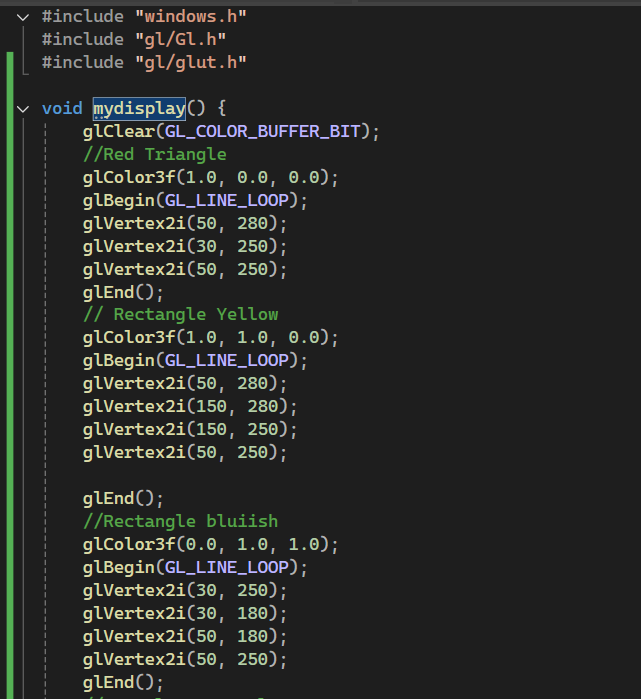 #include "windows.h"
#include "gl/Gl.h"
#include "gl/glut.h"
void mydisplay() {
glClear(GL_COLOR_BUFFER_BIT);
//Red Triangle
glColor3f(1.0, 0.0, 0.0);
glBegin(GL_LINE_LOOP);
glVertex2i(50, 280);
glVertex2i(30, 250);
glVertex2i(50, 250);
glEnd();
// Rectangle Yellow
glColor3f(1.0, 1.0, 0.0);
glBegin(GL_LINE_LOOP);
glVertex2i(50, 280);
glVertex2i(150, 280);
glVertex2i(150, 250);
glVertex2i(50, 250);
glEnd();
//Rectangle bluiish
glColor3f(0.0, 1.0, 1.0);
glBegin(GL_LINE_LOOP);
glVertex2i(30, 250);
glVertex2i(30, 180);
glVertex2i(50, 180);
glVertex2i(50, 250);
glEnd();